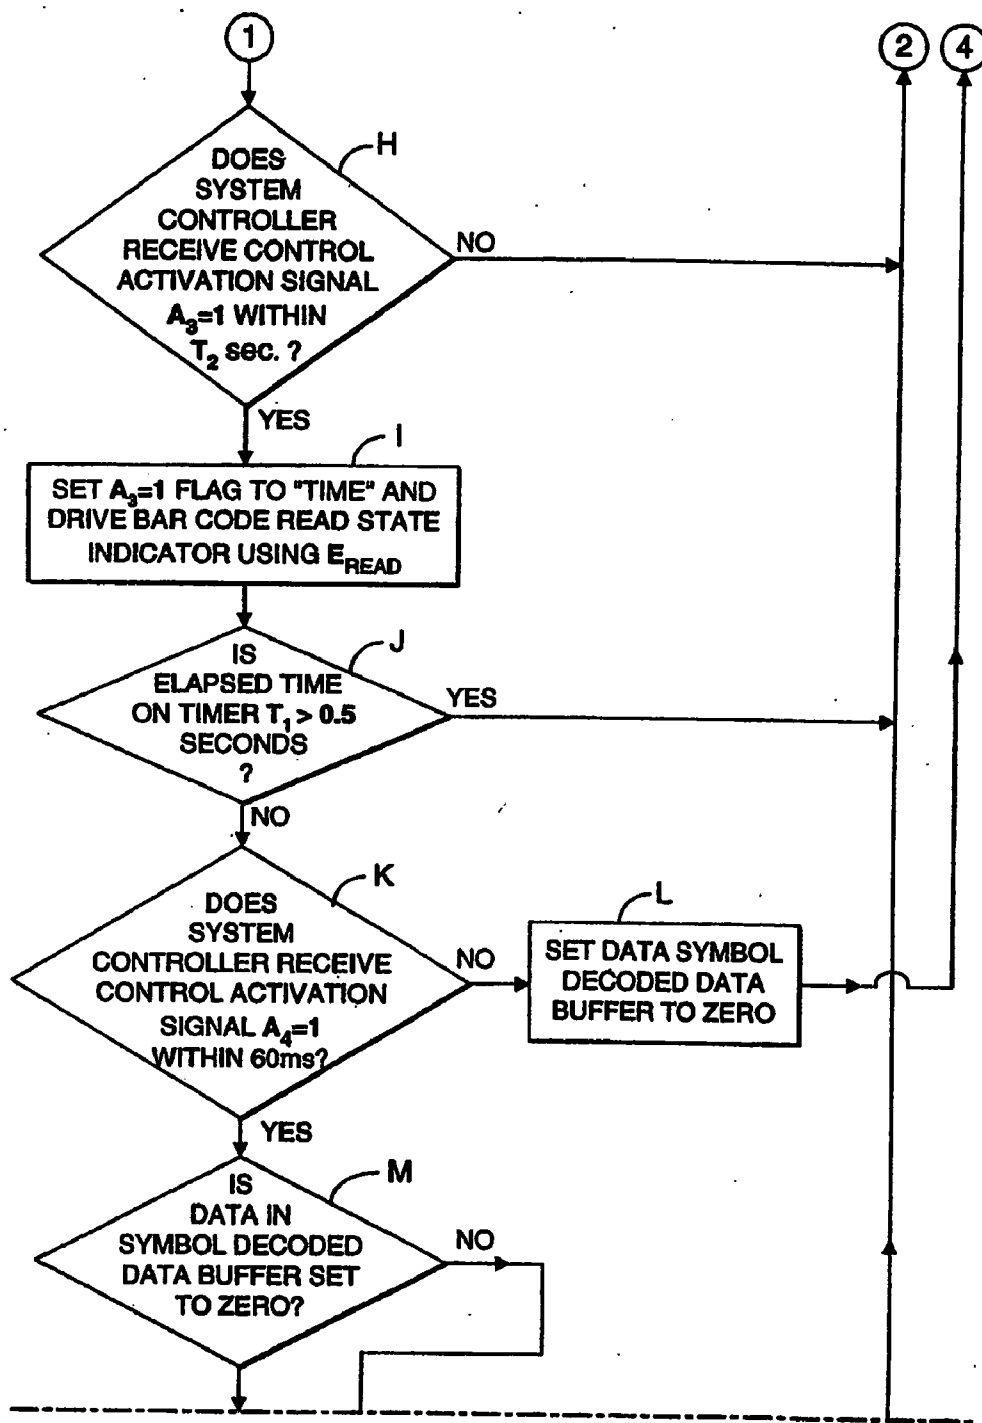 1
2
4
H
DOES
SYSTEM
CONTROLLER
RECEIVE CONTROL
ACTIVATION SIGNAL
A₃=1 WITHIN
T₂ sec. ?
NO
YES
I
SET A₃=1 FLAG TO "TIME" AND
DRIVE BAR CODE READ STATE
INDICATOR USING E_READ
J
IS
ELAPSED TIME
ON TIMER T₁ > 0.5
SECONDS
?
YES
NO
K
DOES
SYSTEM
CONTROLLER RECEIVE
CONTROL ACTIVATION
SIGNAL A₄=1
WITHIN 60ms?
NO
L
SET DATA SYMBOL
DECODED DATA
BUFFER TO ZERO
YES
M
IS
DATA IN
SYMBOL DECODED
DATA BUFFER SET
TO ZERO?
NO